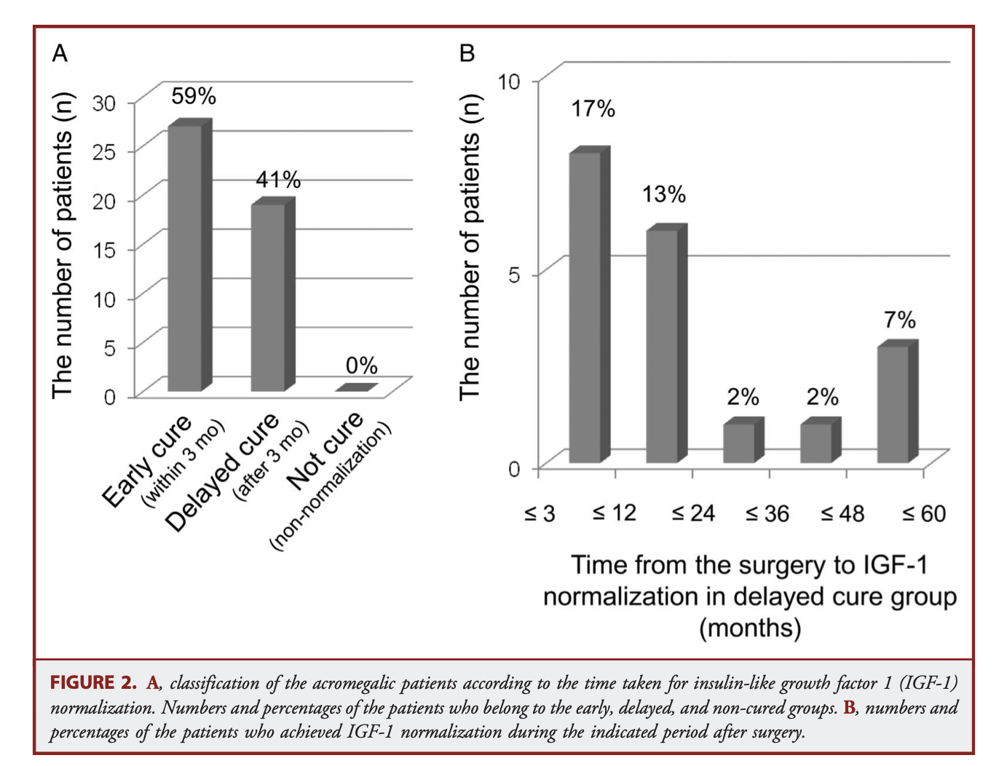 A
The number of patients (n)
30
25
20
15
10
5
0
59%
41%
0%
Early cure
(within 3 mo)
Delayed cure
(after 3 mo)
Not cure
(non-normalization)
B
The number of patients (n)
10
5
0
17%
13%
2%
2%
7%
≤ 3
≤ 12
≤ 24
≤ 36
≤ 48
≤ 60
Time from the surgery to IGF-1
normalization in delayed cure group
(months)
FIGURE 2. A, classification of the acromegalic patients according to the time taken for insulin-like growth factor 1 (IGF-1)
normalization. Numbers and percentages of the patients who belong to the early, delayed, and non-cured groups. B, numbers and
percentages of the patients who achieved IGF-1 normalization during the indicated period after surgery.